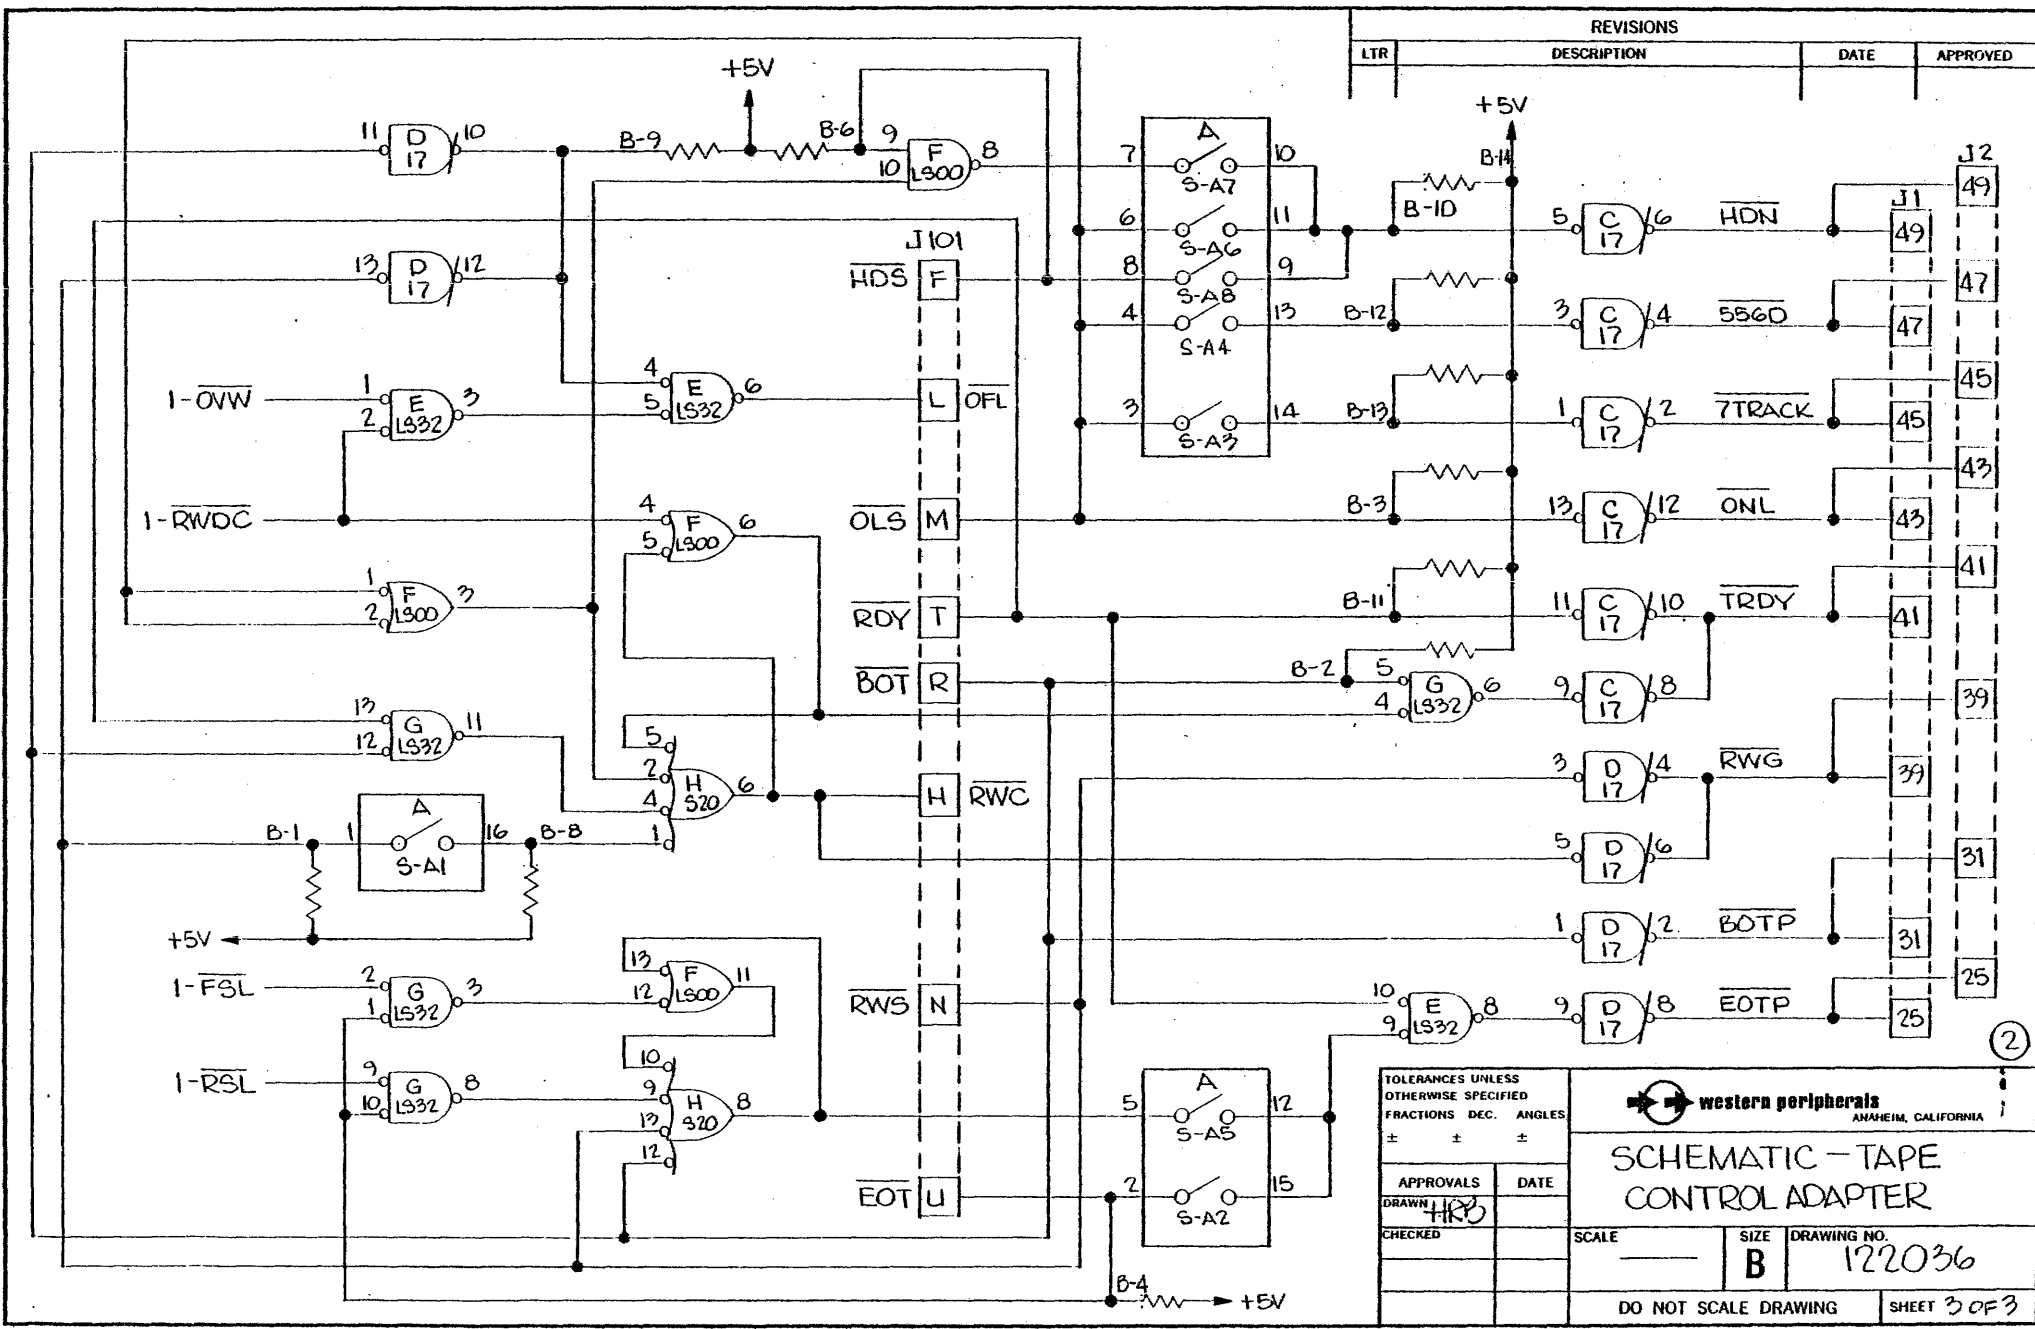 REVISIONS
LTR DESCRIPTION DATE APPROVED
+5V
+5V
11 D 17 10
B-9 B-6
9 10 F LS00 8
A
7 S-A7 10
6 S-A6 11
8 S-A8 9
4 S-A4 13
3 S-A3 14
B-14
B-10
5 C 17 6 HDN
J2
49
J1
49
13 D 17 12
J101
HDS F
B-12
3 C 17 4 556D
47
47
1-OVW
1 2 E LS32 3
4 5 E LS32 6
L OFL
B-13
1 C 17 2 7TRACK
45
45
1-RWDC
4 5 F LS00 6
OLS M
B-3
13 C 17 12 ONL
43
43
1 2 F LS00 3
RDY T
B-11
11 C 17 10 TRDY
41
41
BOT R
B-2
5 4 G LS32 6
9 C 17 8
13 12 G LS32 11
5 2 4 1 H S20 6
H RWC
3 D 17 4 RWG
39
39
B-1 1 A S-A1 16 B-8
5 D 17 6
+5V
1 D 17 2 BOTP
31
31
1-FSL
2 1 G LS32 3
13 12 F LS00 11
RWS N
10 9 E LS32 8
9 D 17 8 EOTP
25
25
2
1-RSL
9 10 G LS32 8
10 9 13 12 H S20 8
A
5 S-A5 12
2 S-A2 15
EOT U
B-4 +5V
TOLERANCES UNLESS
OTHERWISE SPECIFIED
FRACTIONS DEC. ANGLES
± ± ±
APPROVALS DATE
DRAWN HRB
CHECKED
western peripherals
ANAHEIM, CALIFORNIA
SCHEMATIC - TAPE
CONTROL ADAPTER
SCALE
SIZE
B
DRAWING NO.
122036
DO NOT SCALE DRAWING
SHEET 3 OF 3